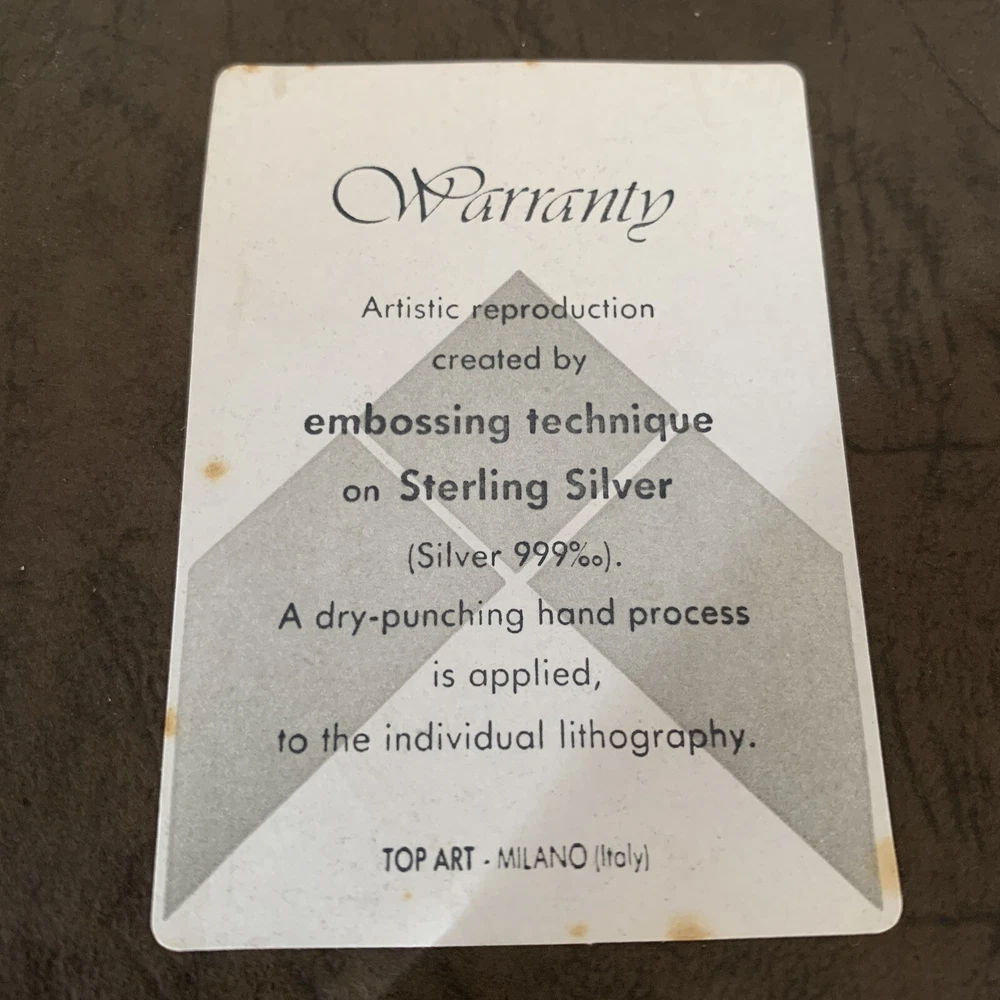 Warranty
Artistic reproduction
created by
embossing technique
on Sterling Silver
(Silver 999‰).
A dry-punching hand process
is applied,
to the individual lithography.
TOP ART - MILANO (Italy)